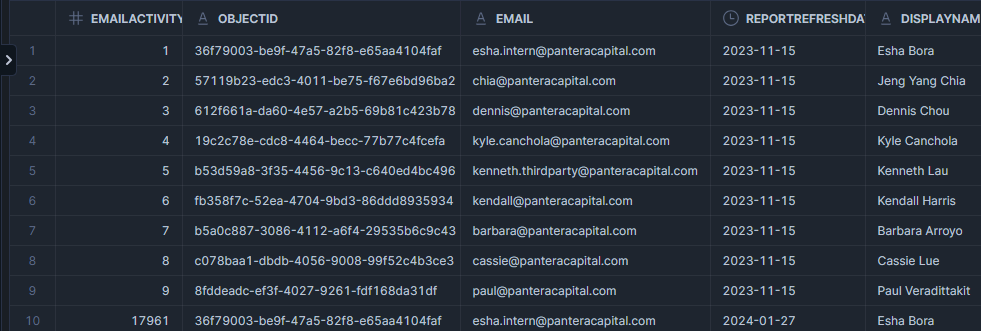 EMAILACTIVITY OBJECTID EMAIL REPORTREFRESHDA DISPLAYNAM
1 1 36f79003-be9f-47a5-82f8-e65aa4104faf esha.intern@panteracapital.com 2023-11-15 Esha Bora
2 2 57119b23-edc3-4011-be75-f67e6bd96ba2 chia@panteracapital.com 2023-11-15 Jeng Yang Chia
3 3 612f661a-da60-4e57-a2b5-69b81c423b78 dennis@panteracapital.com 2023-11-15 Dennis Chou
4 4 19c2c78e-cdc8-4464-becc-77b77c4fcefa kyle.canchola@panteracapital.com 2023-11-15 Kyle Canchola
5 5 b53d59a8-3f35-4456-9c13-c640ed4bc496 kenneth.thirdparty@panteracapital.com 2023-11-15 Kenneth Lau
6 6 fb358f7c-52ea-4704-9bd3-86ddd8935934 kendall@panteracapital.com 2023-11-15 Kendall Harris
7 7 b5a0c887-3086-4112-a6f4-29535b6c9c43 barbara@panteracapital.com 2023-11-15 Barbara Arroyo
8 8 c078baa1-dbdb-4056-9008-99f52c4b3ce3 cassie@panteracapital.com 2023-11-15 Cassie Lue
9 9 8fddeadc-ef3f-4027-9261-fdf168da31df paul@panteracapital.com 2023-11-15 Paul Veradittakit
10 17961 36f79003-be9f-47a5-82f8-e65aa4104faf esha.intern@panteracapital.com 2024-01-27 Esha Bora